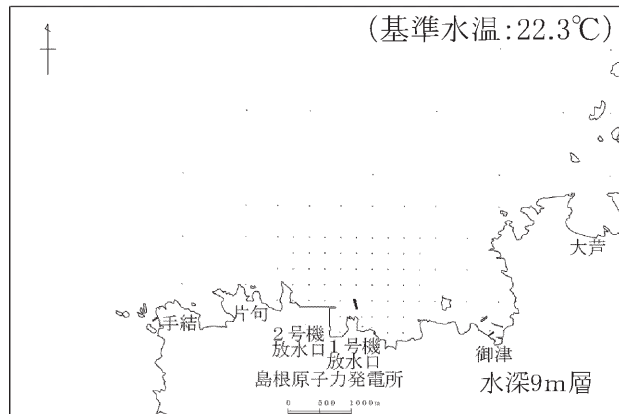 (基準水温:22.3℃)
大芦
手結
片句
2号機
放水口
1号機
放水口
御津
島根原子力発電所
水深9m層
0 500 1000m